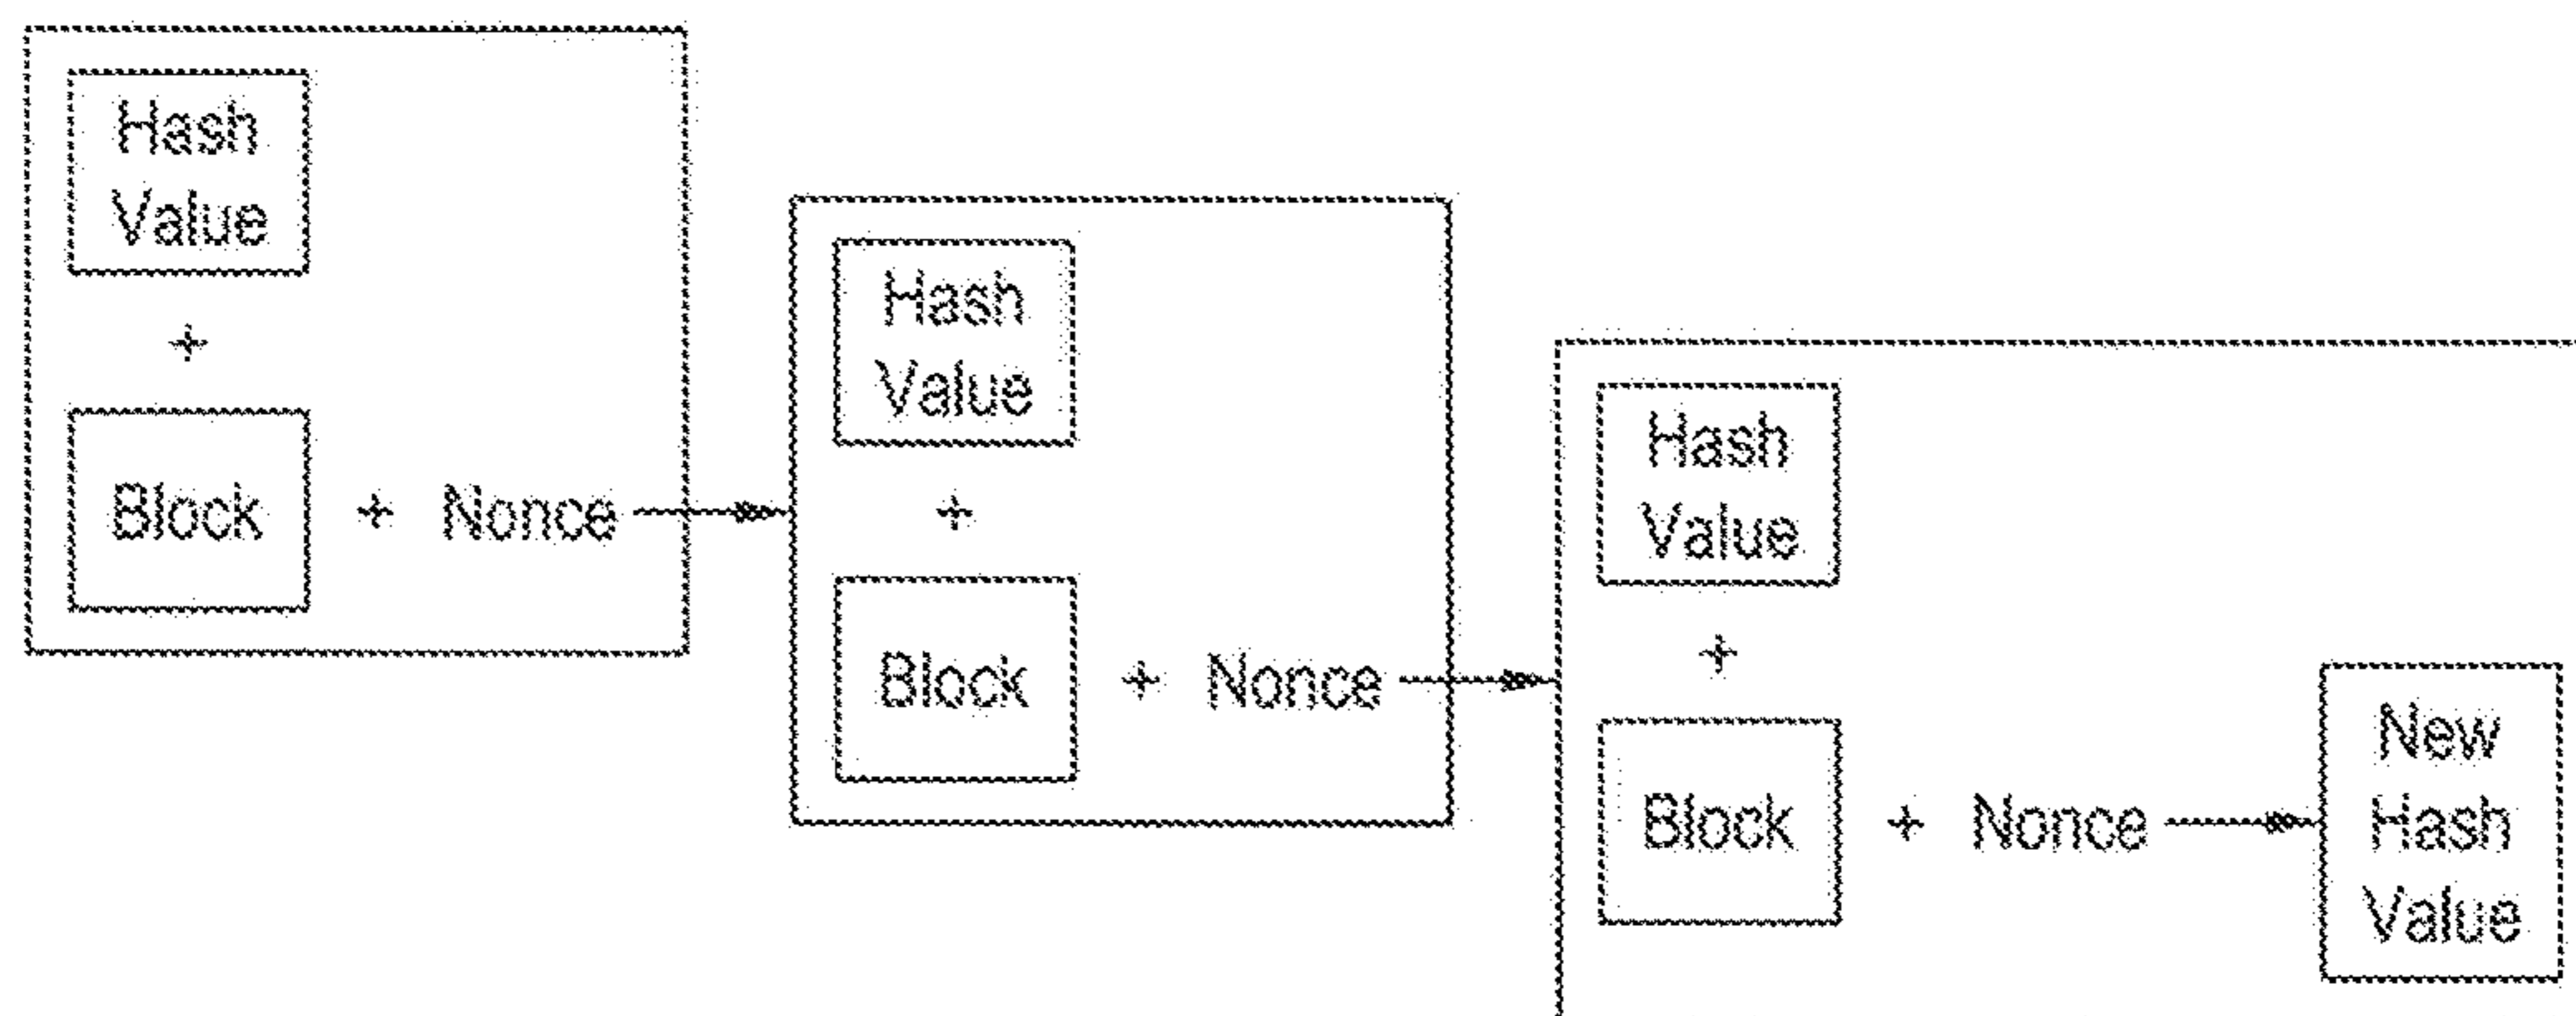 Hash
Value
+
Block + Nonce
Hash
Value
+
Block + Nonce
Hash
Value
+
Block + Nonce
New
Hash
Value